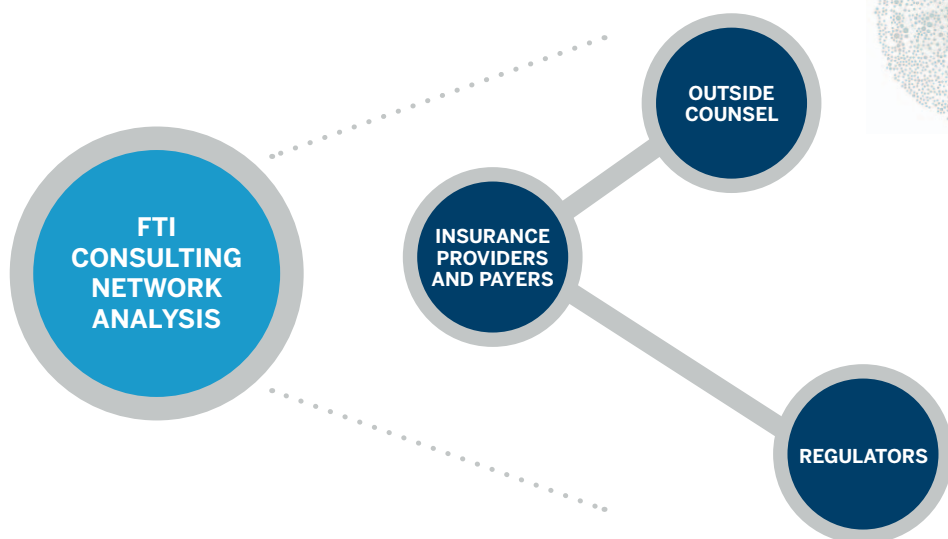 FTI
CONSULTING
NETWORK
ANALYSIS
OUTSIDE
COUNSEL
INSURANCE
PROVIDERS
AND PAYERS
REGULATORS